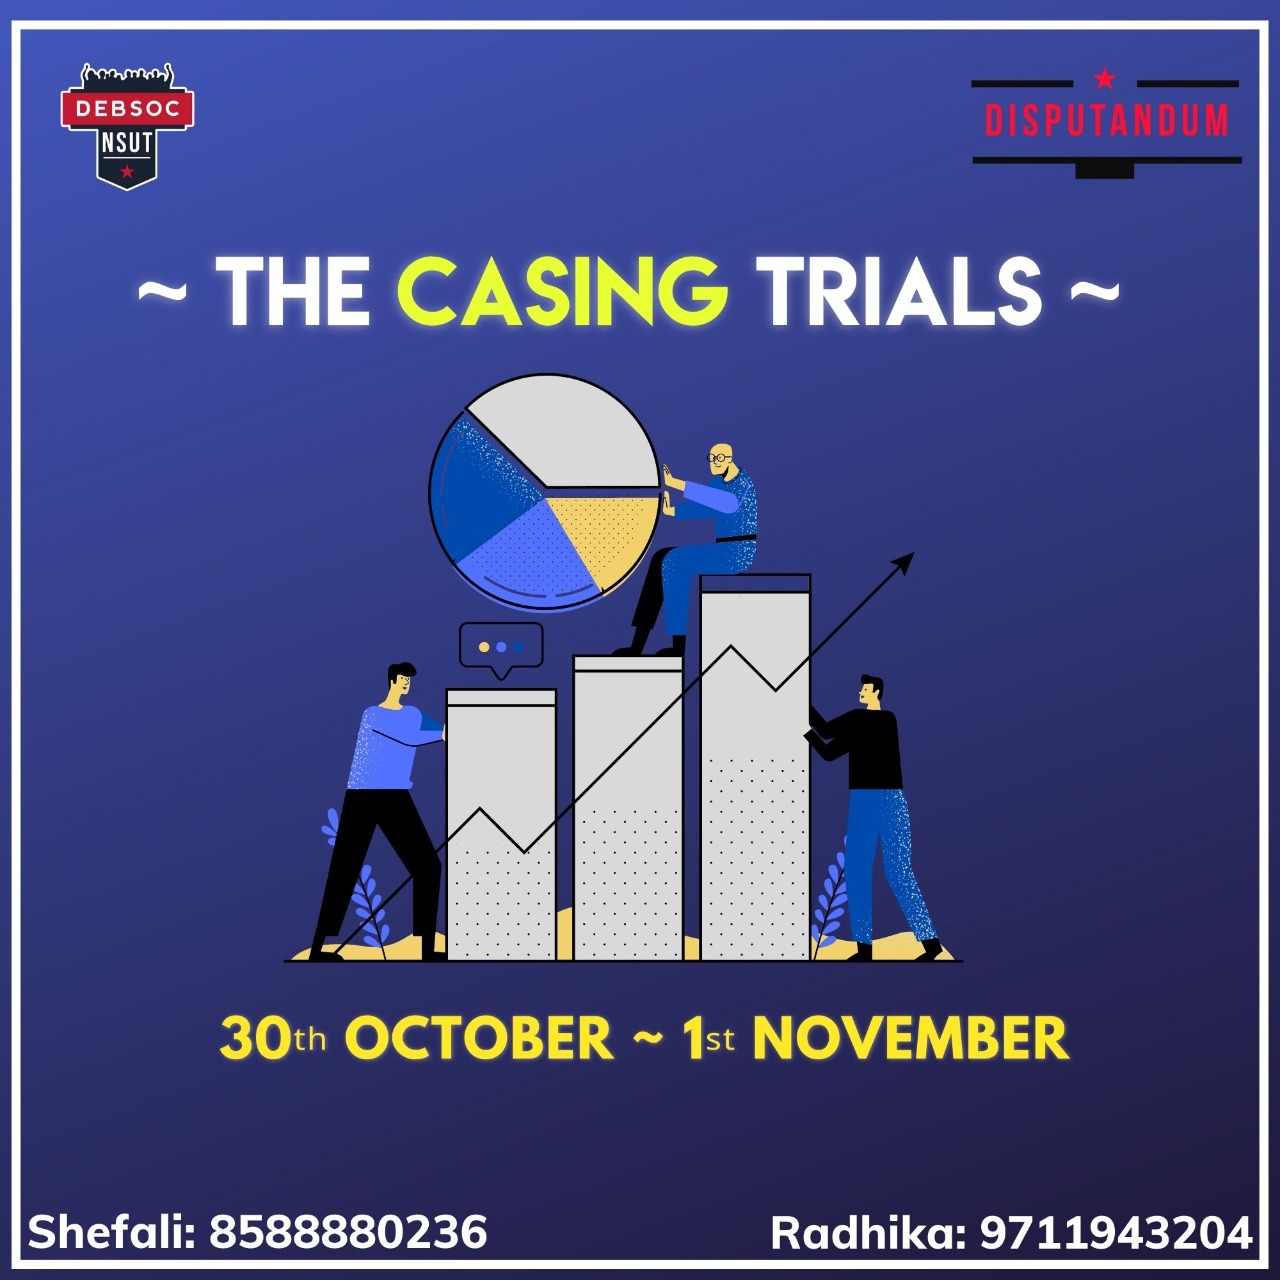 DEBSOC
NSUT
DISPUTANDUM
~ THE CASING TRIALS ~
30th OCTOBER ~ 1st NOVEMBER
Shefali: 8588880236
Radhika: 9711943204